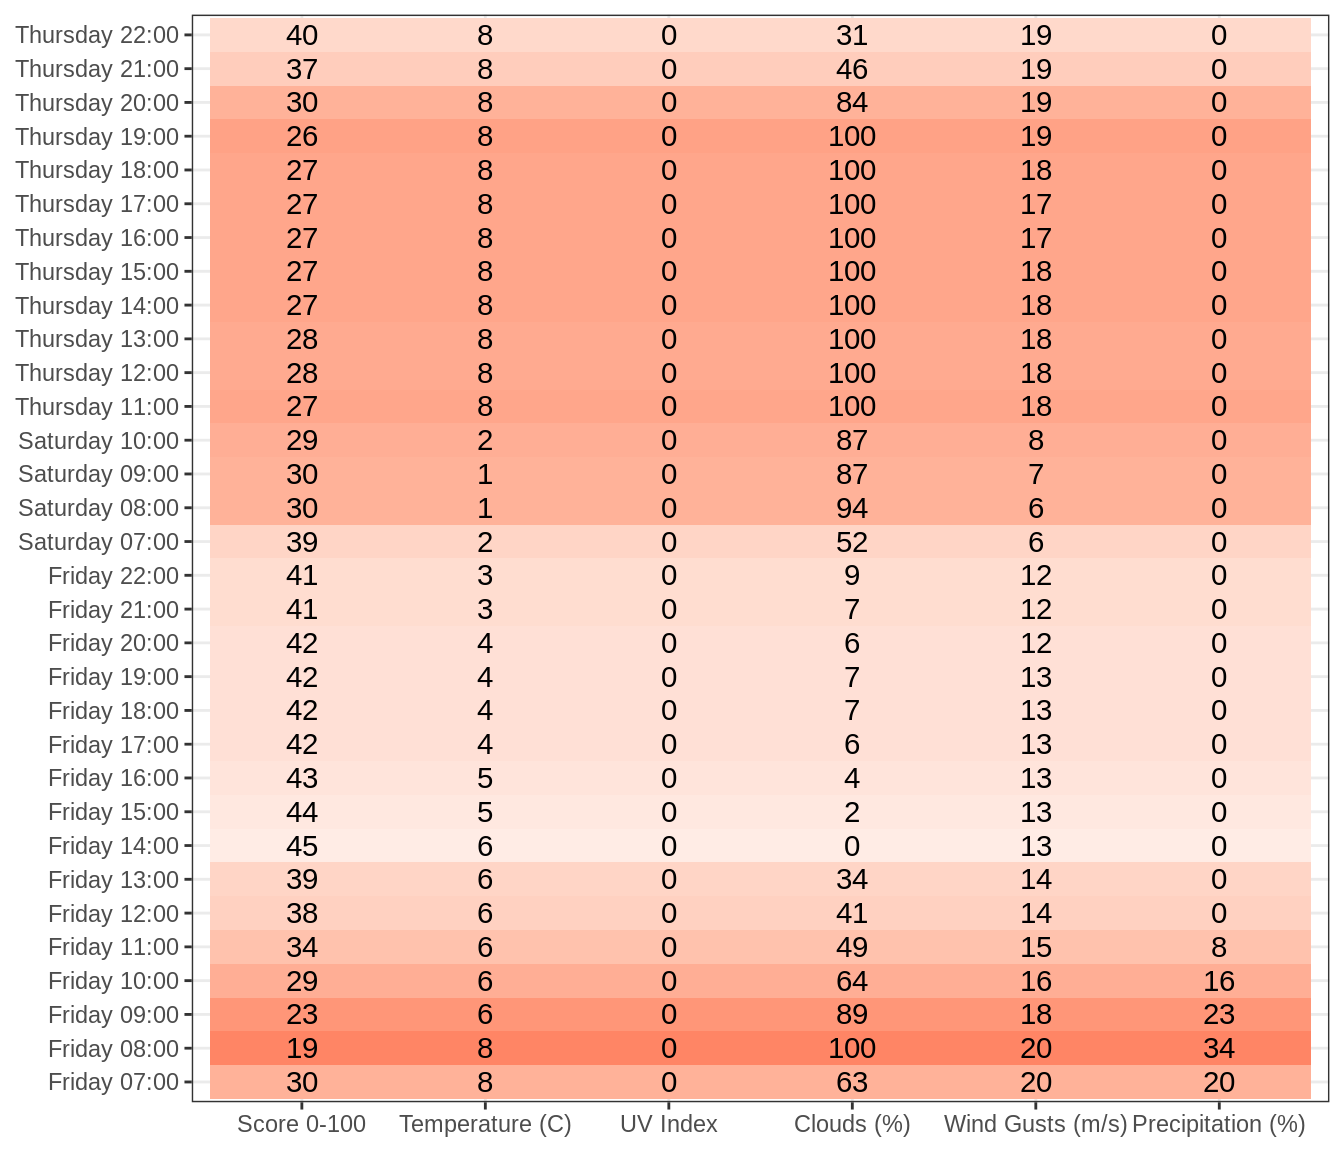 Thursday 22:00 40 8 0 31 19 0
Thursday 21:00 37 8 0 46 19 0
Thursday 20:00 30 8 0 84 19 0
Thursday 19:00 26 8 0 100 19 0
Thursday 18:00 27 8 0 100 18 0
Thursday 17:00 27 8 0 100 17 0
Thursday 16:00 27 8 0 100 17 0
Thursday 15:00 27 8 0 100 18 0
Thursday 14:00 27 8 0 100 18 0
Thursday 13:00 28 8 0 100 18 0
Thursday 12:00 28 8 0 100 18 0
Thursday 11:00 27 8 0 100 18 0
Saturday 10:00 29 2 0 87 8 0
Saturday 09:00 30 1 0 87 7 0
Saturday 08:00 30 1 0 94 6 0
Saturday 07:00 39 2 0 52 6 0
Friday 22:00 41 3 0 9 12 0
Friday 21:00 41 3 0 7 12 0
Friday 20:00 42 4 0 6 12 0
Friday 19:00 42 4 0 7 13 0
Friday 18:00 42 4 0 7 13 0
Friday 17:00 42 4 0 6 13 0
Friday 16:00 43 5 0 4 13 0
Friday 15:00 44 5 0 2 13 0
Friday 14:00 45 6 0 0 13 0
Friday 13:00 39 6 0 34 14 0
Friday 12:00 38 6 0 41 14 0
Friday 11:00 34 6 0 49 15 8
Friday 10:00 29 6 0 64 16 16
Friday 09:00 23 6 0 89 18 23
Friday 08:00 19 8 0 100 20 34
Friday 07:00 30 8 0 63 20 20
Score 0-100 Temperature (C) UV Index Clouds (%) Wind Gusts (m/s) Precipitation (%)